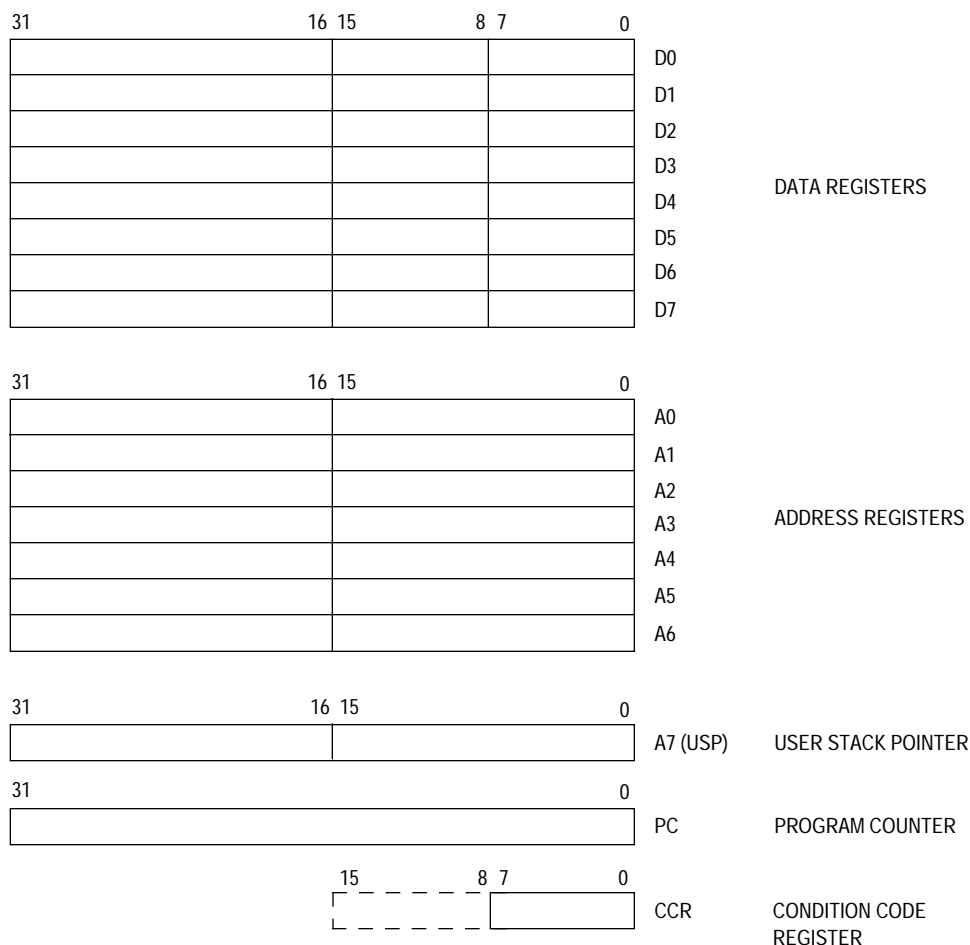 31 16 15 8 7 0
D0
D1
D2
D3
DATA REGISTERS
D4
D5
D6
D7
31 16 15 0
A0
A1
A2
A3 ADDRESS REGISTERS
A4
A5
A6
31 16 15 0
A7 (USP) USER STACK POINTER
31 0
PC PROGRAM COUNTER
15 8 7 0
CCR CONDITION CODE
REGISTER